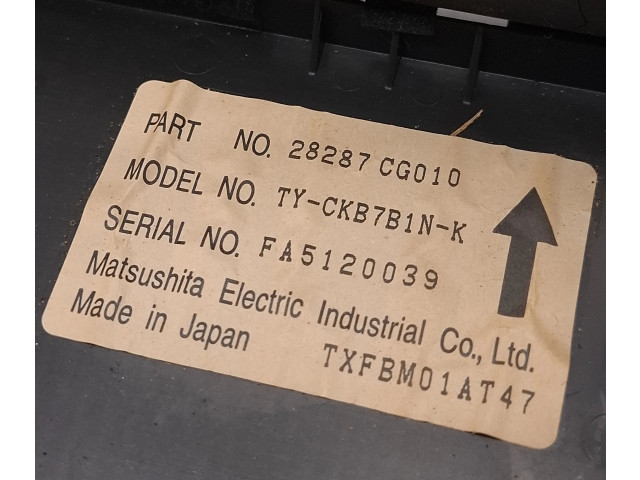 PART NO. 28287 CG010
MODEL NO. TY-CKB7B1N-K
SERIAL NO. FA5120039
Matsushita Electric Industrial Co., Ltd.
Made in Japan TXFBM01AT47